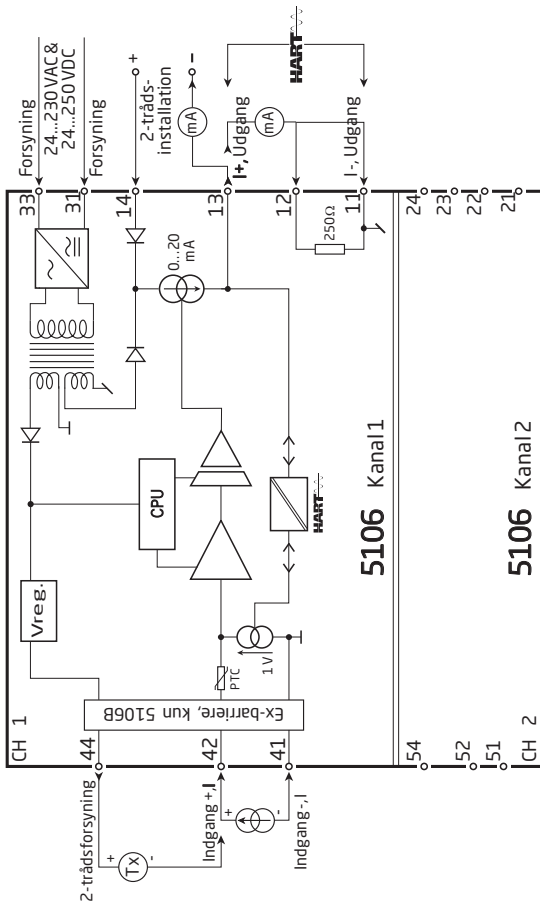 CH 1
2-trådsforsyning
+
Tx
-
44
Indgang +,I
42
+
-
41
Indgang -,I
Ex-barriere, kun 5106B
Vreg.
CPU
PTC
1 V
HART
0...20
mA
250Ω
33
Forsyning
24...230 VAC &
24...250 VDC
31
Forsyning
14
+
2-tråds-
installation
-
mA
13
I+, Udgang
mA
12
11
I -, Udgang
HART
5106 Kanal 1
54
52
51
CH 2
5106 Kanal 2
24
23
22
21